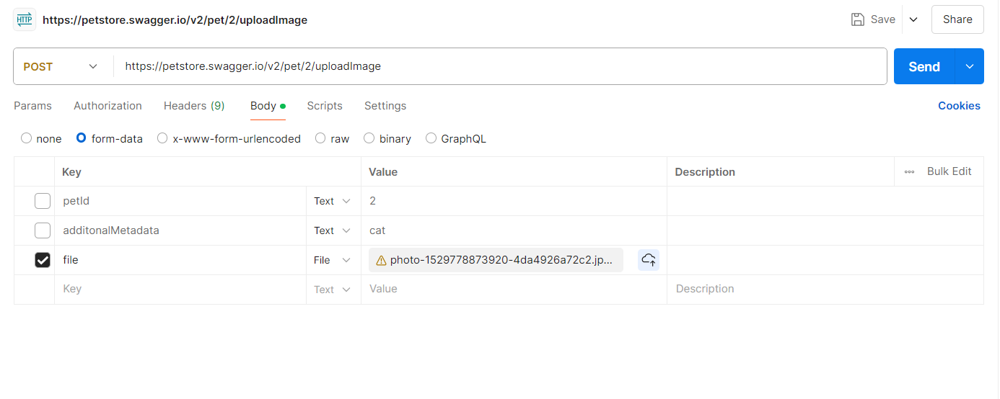 HTTP https://petstore.swagger.io/v2/pet/2/uploadImage Save Share
POST https://petstore.swagger.io/v2/pet/2/uploadImage Send
Params Authorization Headers (9) Body Scripts Settings Cookies
none form-data x-www-form-urlencoded raw binary GraphQL
Key Value Description Bulk Edit
petId Text 2
additonalMetadata Text cat
file File photo-1529778873920-4da4926a72c2.jp...
Key Text Value Description